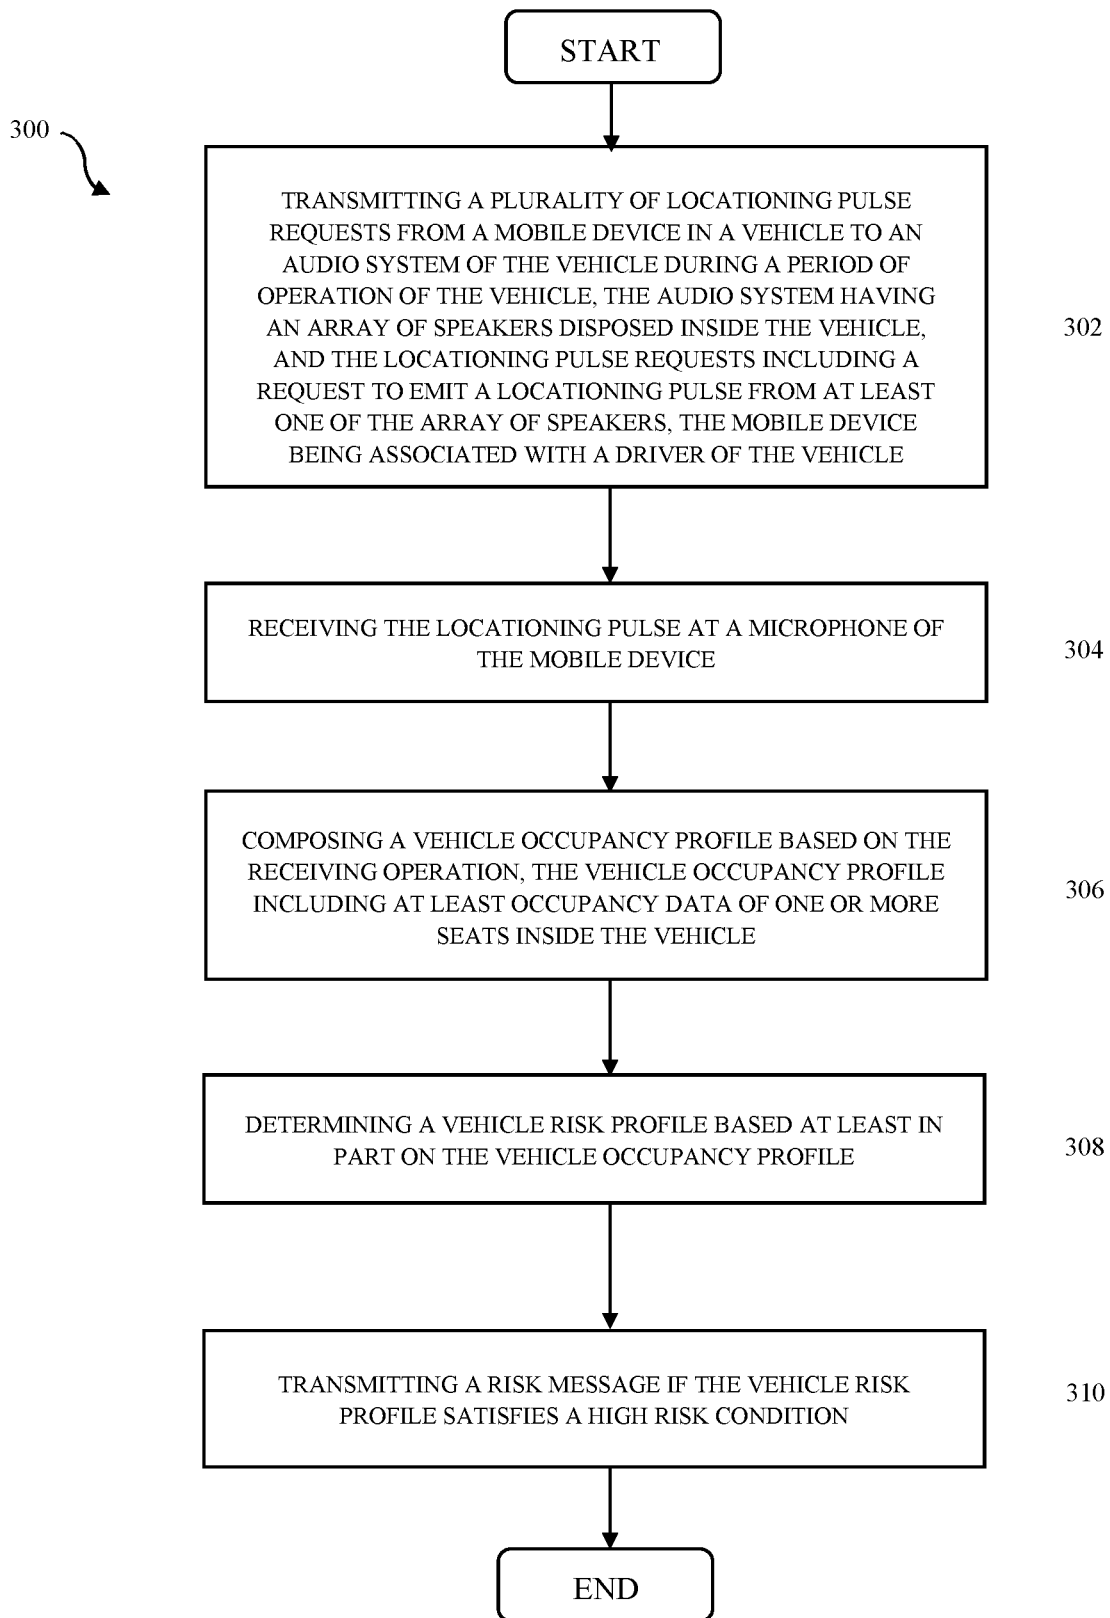 START
300
TRANSMITTING A PLURALITY OF LOCATIONING PULSE
REQUESTS FROM A MOBILE DEVICE IN A VEHICLE TO AN
AUDIO SYSTEM OF THE VEHICLE DURING A PERIOD OF
OPERATION OF THE VEHICLE, THE AUDIO SYSTEM HAVING
AN ARRAY OF SPEAKERS DISPOSED INSIDE THE VEHICLE,
AND THE LOCATIONING PULSE REQUESTS INCLUDING A
REQUEST TO EMIT A LOCATIONING PULSE FROM AT LEAST
ONE OF THE ARRAY OF SPEAKERS, THE MOBILE DEVICE
BEING ASSOCIATED WITH A DRIVER OF THE VEHICLE
302
RECEIVING THE LOCATIONING PULSE AT A MICROPHONE OF
THE MOBILE DEVICE
304
COMPOSING A VEHICLE OCCUPANCY PROFILE BASED ON THE
RECEIVING OPERATION, THE VEHICLE OCCUPANCY PROFILE
INCLUDING AT LEAST OCCUPANCY DATA OF ONE OR MORE
SEATS INSIDE THE VEHICLE
306
DETERMINING A VEHICLE RISK PROFILE BASED AT LEAST IN
PART ON THE VEHICLE OCCUPANCY PROFILE
308
TRANSMITTING A RISK MESSAGE IF THE VEHICLE RISK
PROFILE SATISFIES A HIGH RISK CONDITION
310
END